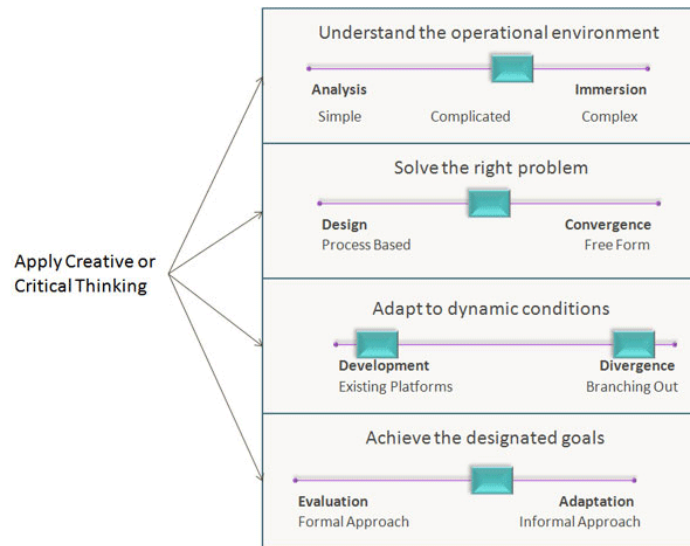 Understand the operational environment
Analysis Immersion
Simple Complicated Complex
Solve the right problem
Design Convergence
Process Based Free Form
Apply Creative or
Critical Thinking
Adapt to dynamic conditions
Development Divergence
Existing Platforms Branching Out
Achieve the designated goals
Evaluation Adaptation
Formal Approach Informal Approach